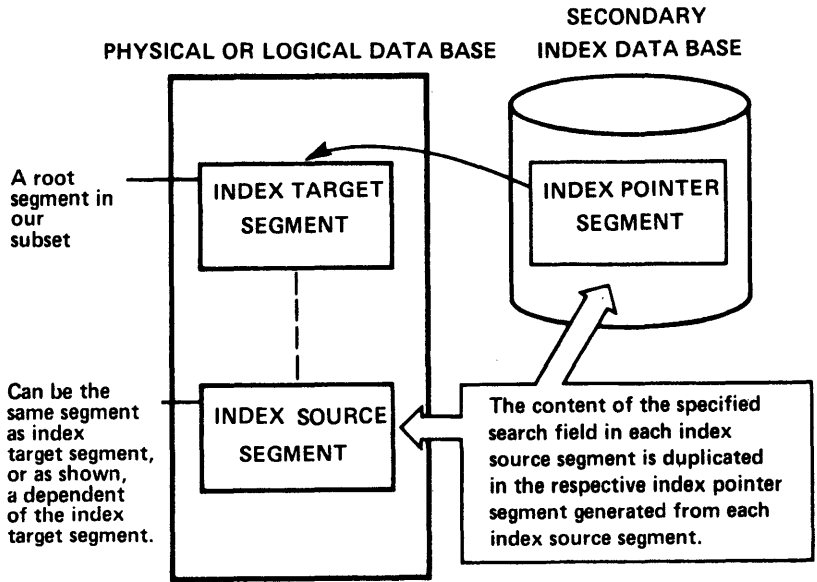 SECONDARY
PHYSICAL OR LOGICAL DATA BASE
INDEX DATA BASE
A root
segment in
our
subset
INDEX TARGET
SEGMENT
INDEX POINTER
SEGMENT
Can be the
same segment
as index
target segment,
or as shown,
a dependent
of the index
target segment.
INDEX SOURCE
SEGMENT
The content of the specified
search field in each index
source segment is duplicated
in the respective index pointer
segment generated from each
index source segment.